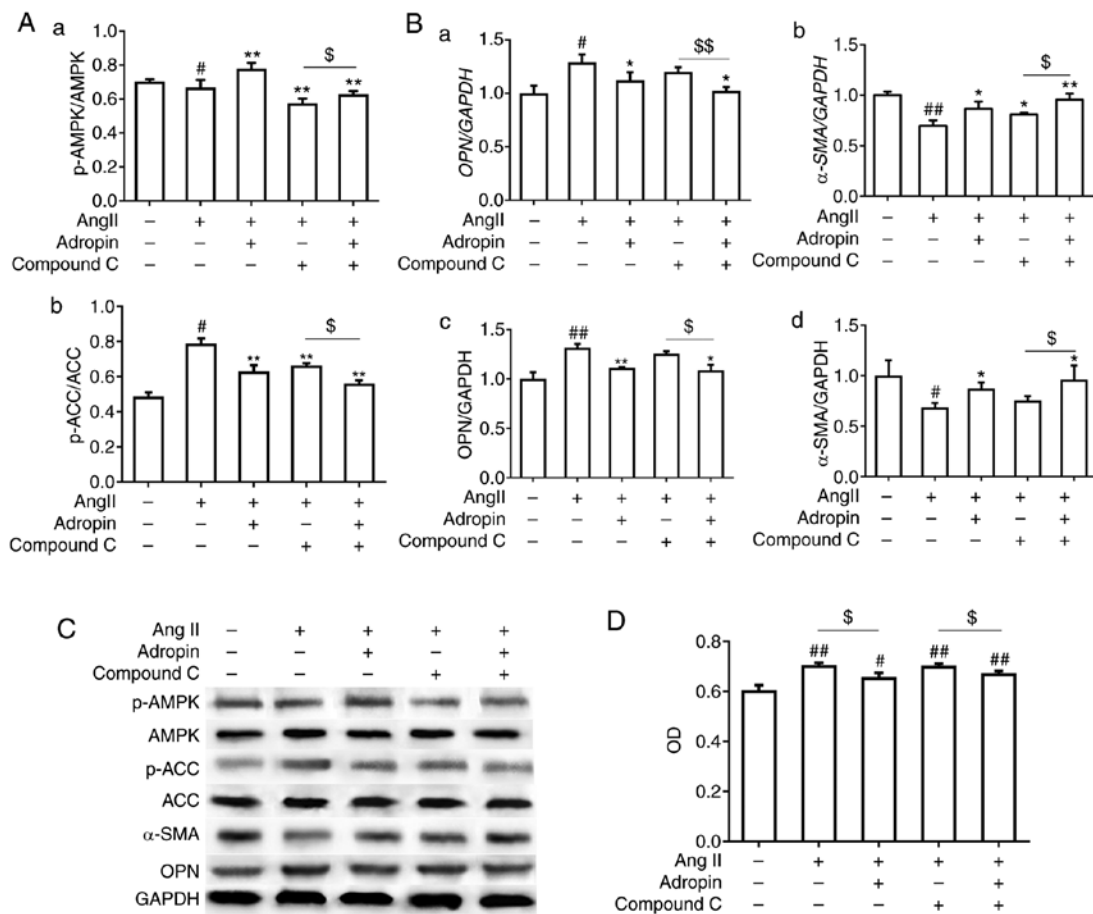 A
a
p-AMPK/AMPK
1.0
0.8
0.6
0.4
0.2
0.0
#
**
**
$
**
AngII – + + + +
Adropin – – + – +
Compound C – – – + +
B
a
OPN/GAPDH
1.5
1.0
0.5
0.0
#
*
$$
*
AngII – + + + +
Adropin – – + – +
Compound C – – – + +
b
α-SMA/GAPDH
1.5
1.0
0.5
0.0
##
*
*
$
**
AngII – + + + +
Adropin – – + – +
Compound C – – – + +
b
p-ACC/ACC
1.0
0.8
0.6
0.4
0.2
0.0
#
**
**
$
**
AngII – + + + +
Adropin – – + – +
Compound C – – – + +
c
OPN/GAPDH
1.5
1.0
0.5
0.0
##
**
$
*
AngII – + + + +
Adropin – – + – +
Compound C – – – + +
d
α-SMA/GAPDH
1.5
1.0
0.5
0.0
#
*
$
*
AngII – + + + +
Adropin – – + – +
Compound C – – – + +
C
Ang II – + + + +
Adropin – – + – +
Compound C – – – + +
p-AMPK
AMPK
p-ACC
ACC
α-SMA
OPN
GAPDH
D
OD
0.8
0.6
0.4
0.2
0.0
##
$
#
##
$
##
Ang II – + + + +
Adropin – – + – +
Compound C – – – + +